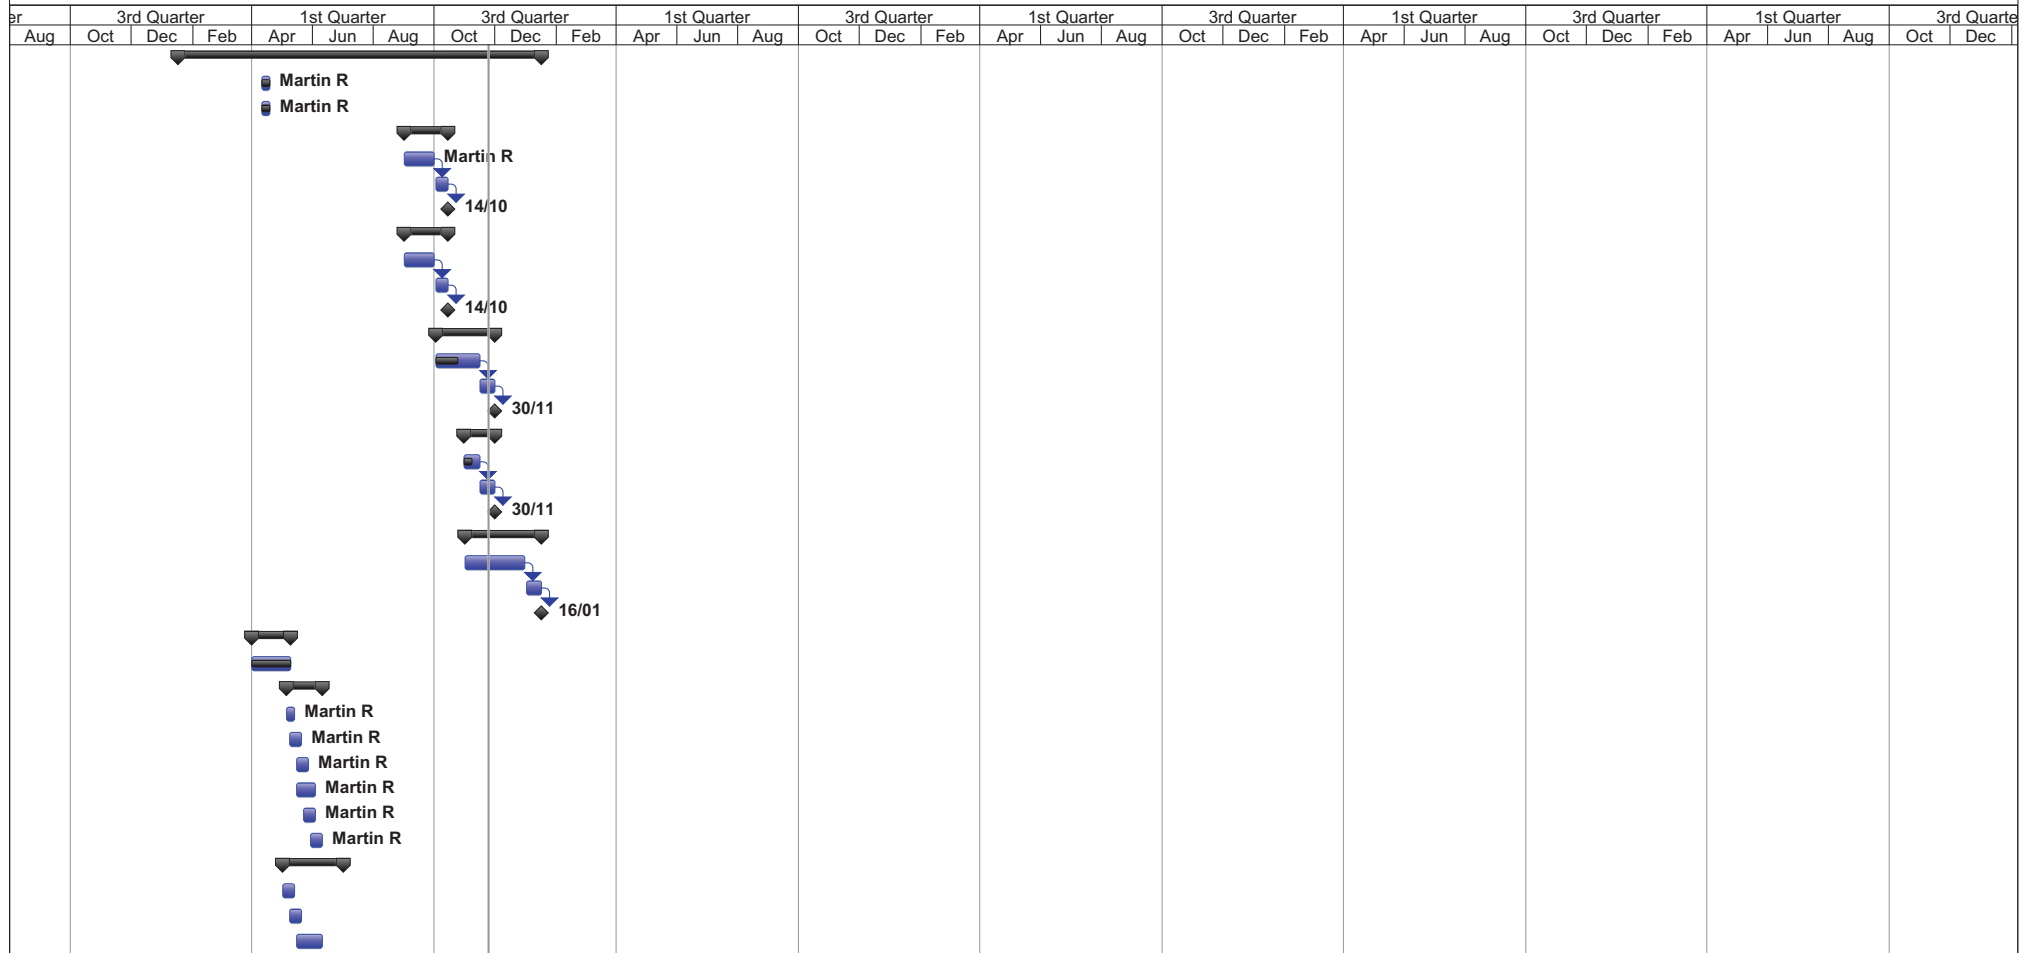 er 3rd Quarter 1st Quarter 3rd Quarter 1st Quarter 3rd Quarter 1st Quarter 3rd Quarter 1st Quarter 3rd Quarter 1st Quarter 3rd Quarte
Aug Oct Dec Feb Apr Jun Aug Oct Dec Feb Apr Jun Aug Oct Dec Feb Apr Jun Aug Oct Dec Feb Apr Jun Aug Oct Dec Feb Apr Jun Aug Oct Dec
Martin R
Martin R
Martin R
14/10
14/10
30/11
30/11
16/01
Martin R
Martin R
Martin R
Martin R
Martin R
Martin R